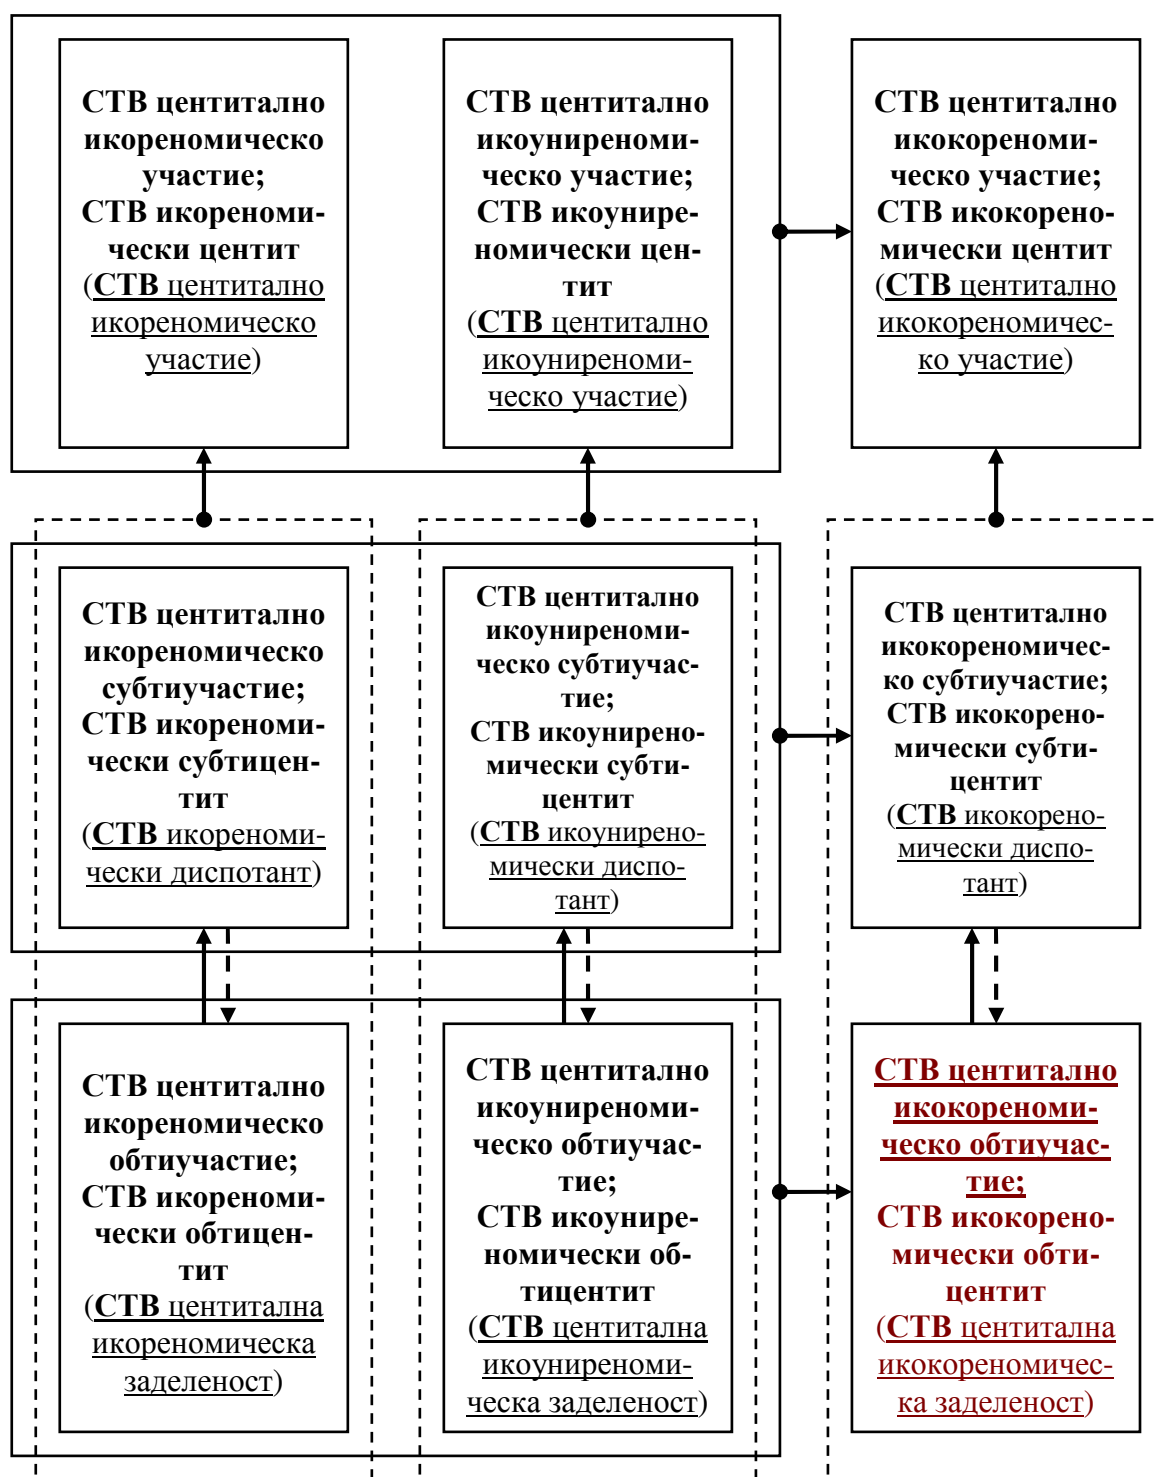 СТВ центитално
икореномическо
участие;
СТВ икореноми-
чески центит
(СТВ центитално
икореномическо
участие)
СТВ центитално
икоуниреноми-
ческо участие;
СТВ икоунире-
номически цен-
тит
(СТВ центитално
икоуниреноми-
ческо участие)
СТВ центитално
икокореноми-
ческо участие;
СТВ икокорено-
мически центит
(СТВ центитално
икокореномичес-
ко участие)
СТВ центитално
икореномическо
субтиучастие;
СТВ икореноми-
чески субтицен-
тит
(СТВ икореноми-
чески диспотант)
СТВ центитално
икоуниреноми-
ческо субтиучас-
тие;
СТВ икоунирено-
мически субти-
центит
(СТВ икоунирено-
мически диспо-
тант)
СТВ центитално
икокореномичес-
ко субтиучастие;
СТВ икокорено-
мически субти-
центит
(СТВ икокорено-
мически диспо-
тант)
СТВ центитално
икореномическо
обтиучастие;
СТВ икореноми-
чески обтицен-
тит
(СТВ центитална
икореномическа
заделеност)
СТВ центитално
икоуниреноми-
ческо обтиучас-
тие;
СТВ икоунире-
номически об-
тицентит
(СТВ центитална
икоуниреноми-
ческа заделеност)
СТВ центитално
икокореноми-
ческо обтиучас-
тие;
СТВ икокорено-
мически обти-
центит
(СТВ центитална
икокореномичес-
ка заделеност)